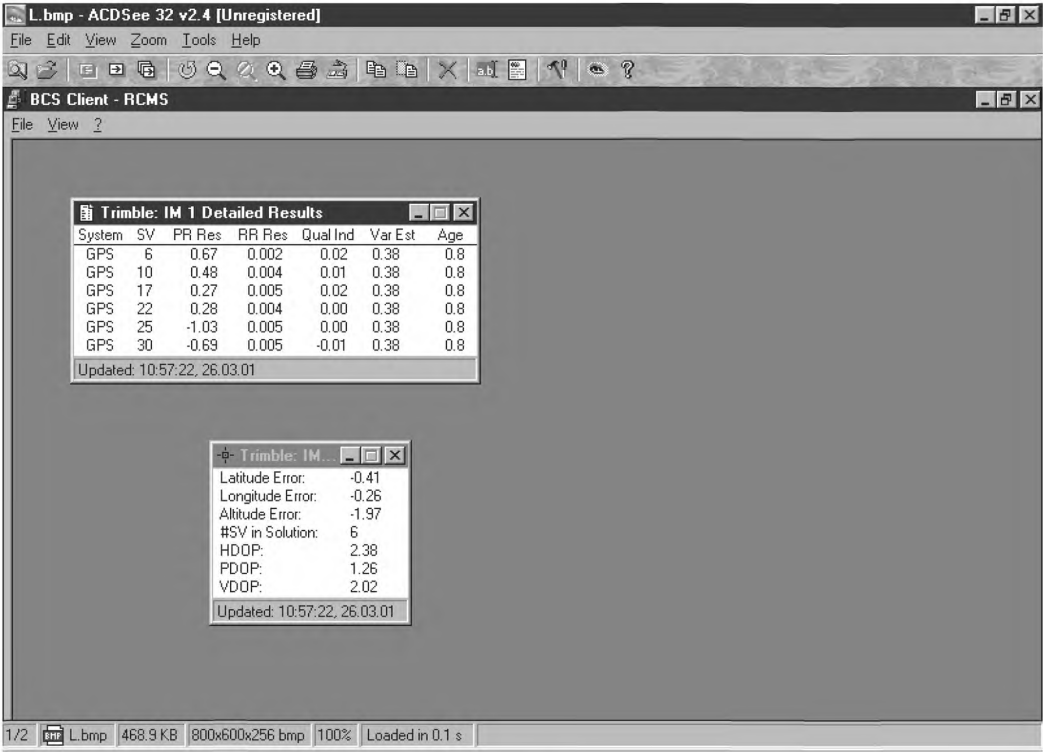 L.bmp - ACDSee 32 v2.4 [Unregistered]
File Edit View Zoom Tools Help
BCS Client - RCMS
File View ?
Trimble: IM 1 Detailed Results
System SV PR Res RR Res Qual Ind Var Est Age
GPS 6 0.67 0.002 0.02 0.38 0.8
GPS 10 0.48 0.004 0.01 0.38 0.8
GPS 17 0.27 0.005 0.02 0.38 0.8
GPS 22 0.28 0.004 0.00 0.38 0.8
GPS 25 -1.03 0.005 0.00 0.38 0.8
GPS 30 -0.69 0.005 -0.01 0.38 0.8
Updated: 10:57:22, 26.03.01
Trimble: IM...
Latitude Error: -0.41
Longitude Error: -0.26
Altitude Error: -1.97
#SV in Solution: 6
HDOP: 2.38
PDOP: 1.26
VDOP: 2.02
Updated: 10:57:22, 26.03.01
1/2 BMP L.bmp 468.9 KB 800x600x256 bmp 100% Loaded in 0.1 s